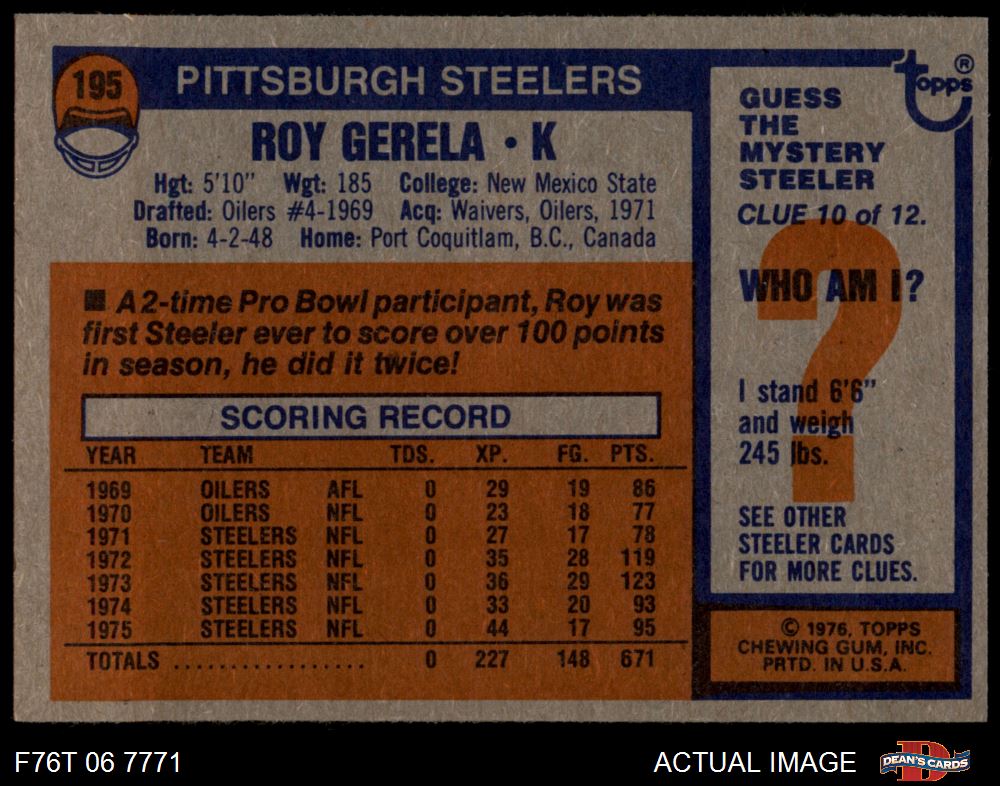 195
PITTSBURGH STEELERS
ROY GERELA • K
Hgt: 5'10" Wgt: 185 College: New Mexico State
Drafted: Oilers #4-1969 Acq: Waivers, Oilers, 1971
Born: 4-2-48 Home: Port Coquitlam, B.C., Canada
■ A 2-time Pro Bowl participant, Roy was
first Steeler ever to score over 100 points
in season, he did it twice!
SCORING RECORD
YEAR TEAM TDS. XP. FG. PTS.
1969 OILERS AFL 0 29 19 86
1970 OILERS NFL 0 23 18 77
1971 STEELERS NFL 0 27 17 78
1972 STEELERS NFL 0 35 28 119
1973 STEELERS NFL 0 36 29 123
1974 STEELERS NFL 0 33 20 93
1975 STEELERS NFL 0 44 17 95
TOTALS .................. 0 227 148 671
topps ®
GUESS
THE
MYSTERY
STEELER
CLUE 10 of 12.
?
WHO AM I?
I stand 6'6"
and weigh
245 lbs.
SEE OTHER
STEELER CARDS
FOR MORE CLUES.
© 1976, TOPPS
CHEWING GUM, INC.
PRTD. IN U.S.A.
F76T 06 7771
ACTUAL IMAGE
D
DEAN'S CARDS